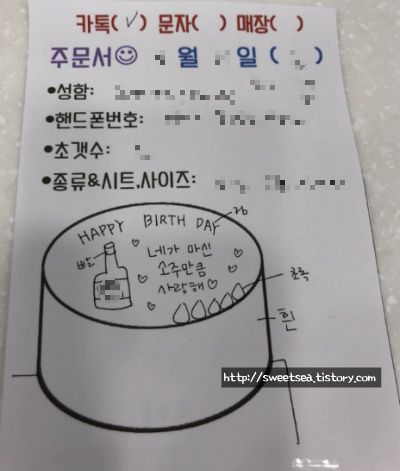 카톡(✓) 문자( ) 매장( )
주문서 월 일 ( )
•성함:
•핸드폰번호:
•초갯수:
•종류&시트,사이즈:
HAPPY BIRTH DAY
검
빨
네가 마신
소주만큼
사랑해♡
초록
흰
http://sweetsea.tistory.com